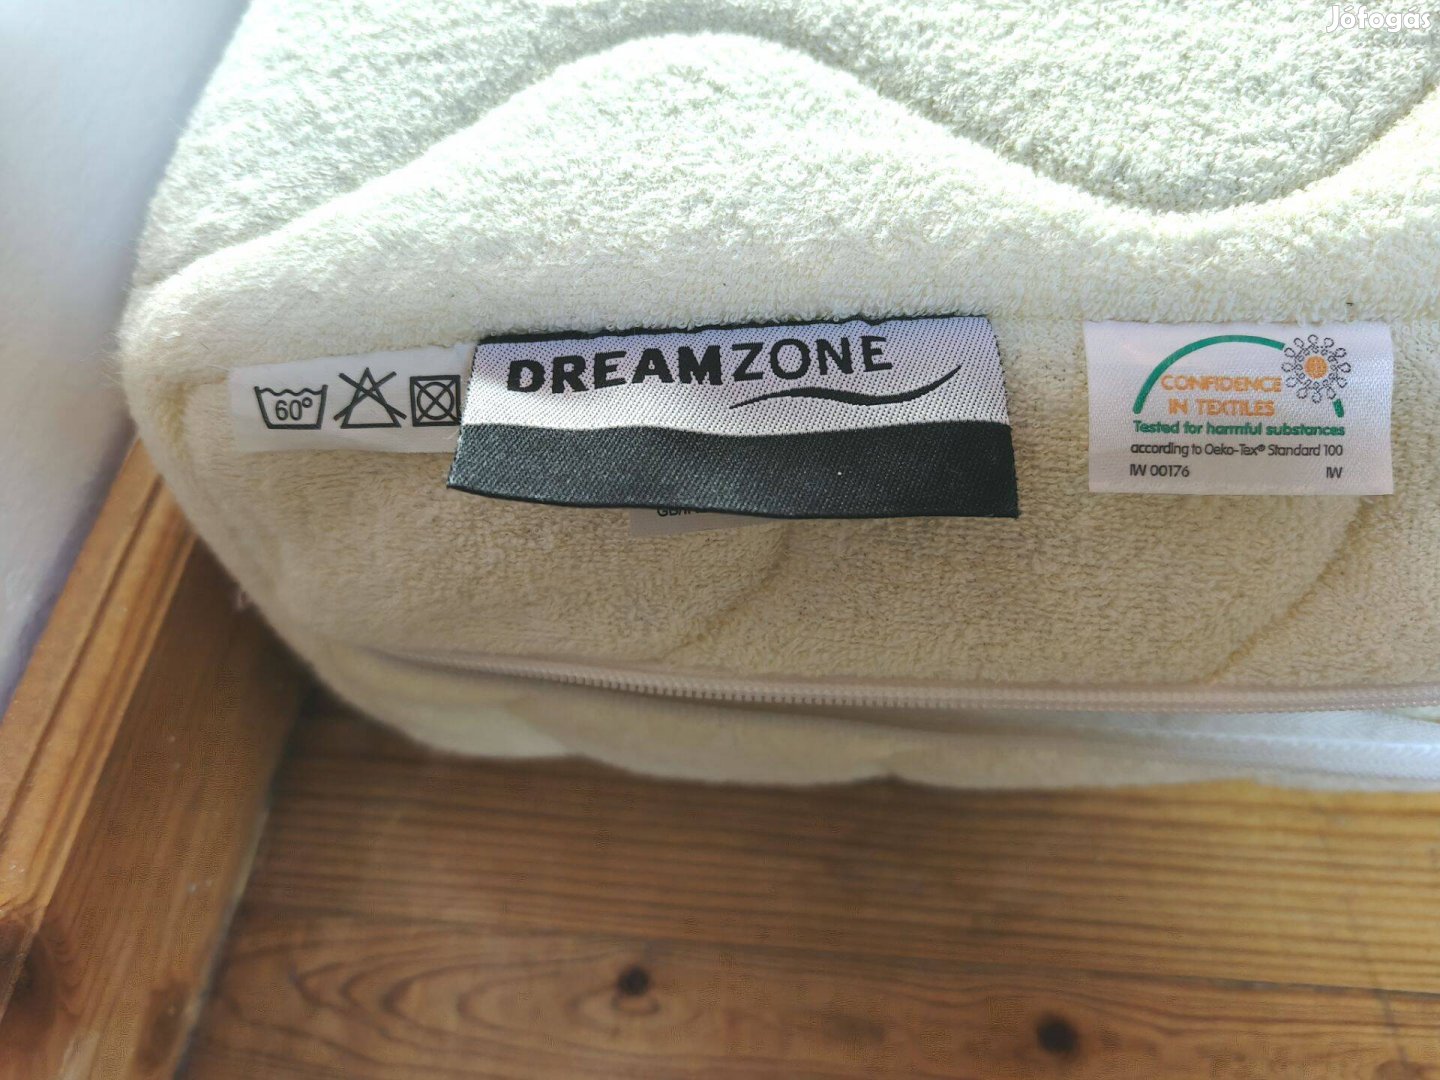 Jófogás
60°
DREAMZONE
CONFIDENCE
IN TEXTILES
Tested for harmful substances
according to Oeko-Tex® Standard 100
IW 00176 IW